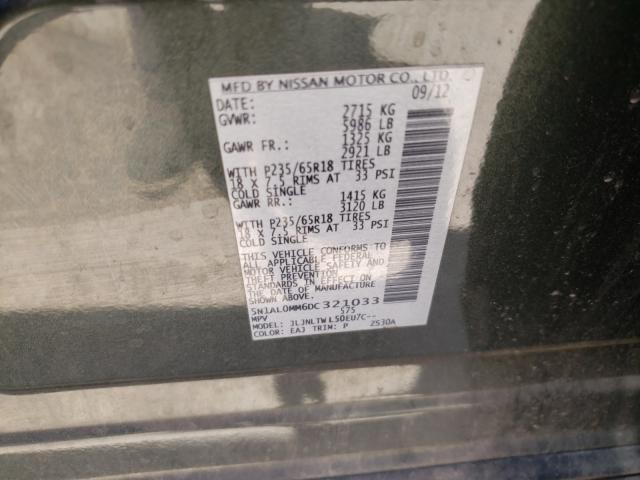 MFD BY NISSAN MOTOR CO., LTD.
DATE: 09/12
GVWR: 2715 KG
5986 LB
GAWR FR.: 1325 KG
2921 LB
WITH P235/65R18 TIRES
18 X 7.5 RIMS AT 33 PSI
COLD SINGLE
GAWR RR.: 1415 KG
3120 LB
WITH P235/65R18 TIRES
18 X 7.5 RIMS AT 33 PSI
COLD SINGLE
THIS VEHICLE CONFORMS TO
ALL APPLICABLE FEDERAL
MOTOR VEHICLE SAFETY AND
THEFT PREVENTION
STANDARDS IN EFFECT ON
THE DATE OF MANUFACTURE
SHOWN ABOVE.
5N1AL0MM6DC321033
MPV 575
MODEL: JLJNLTWL50EU7C--
COLOR: EAJ TRIM: P 2530A